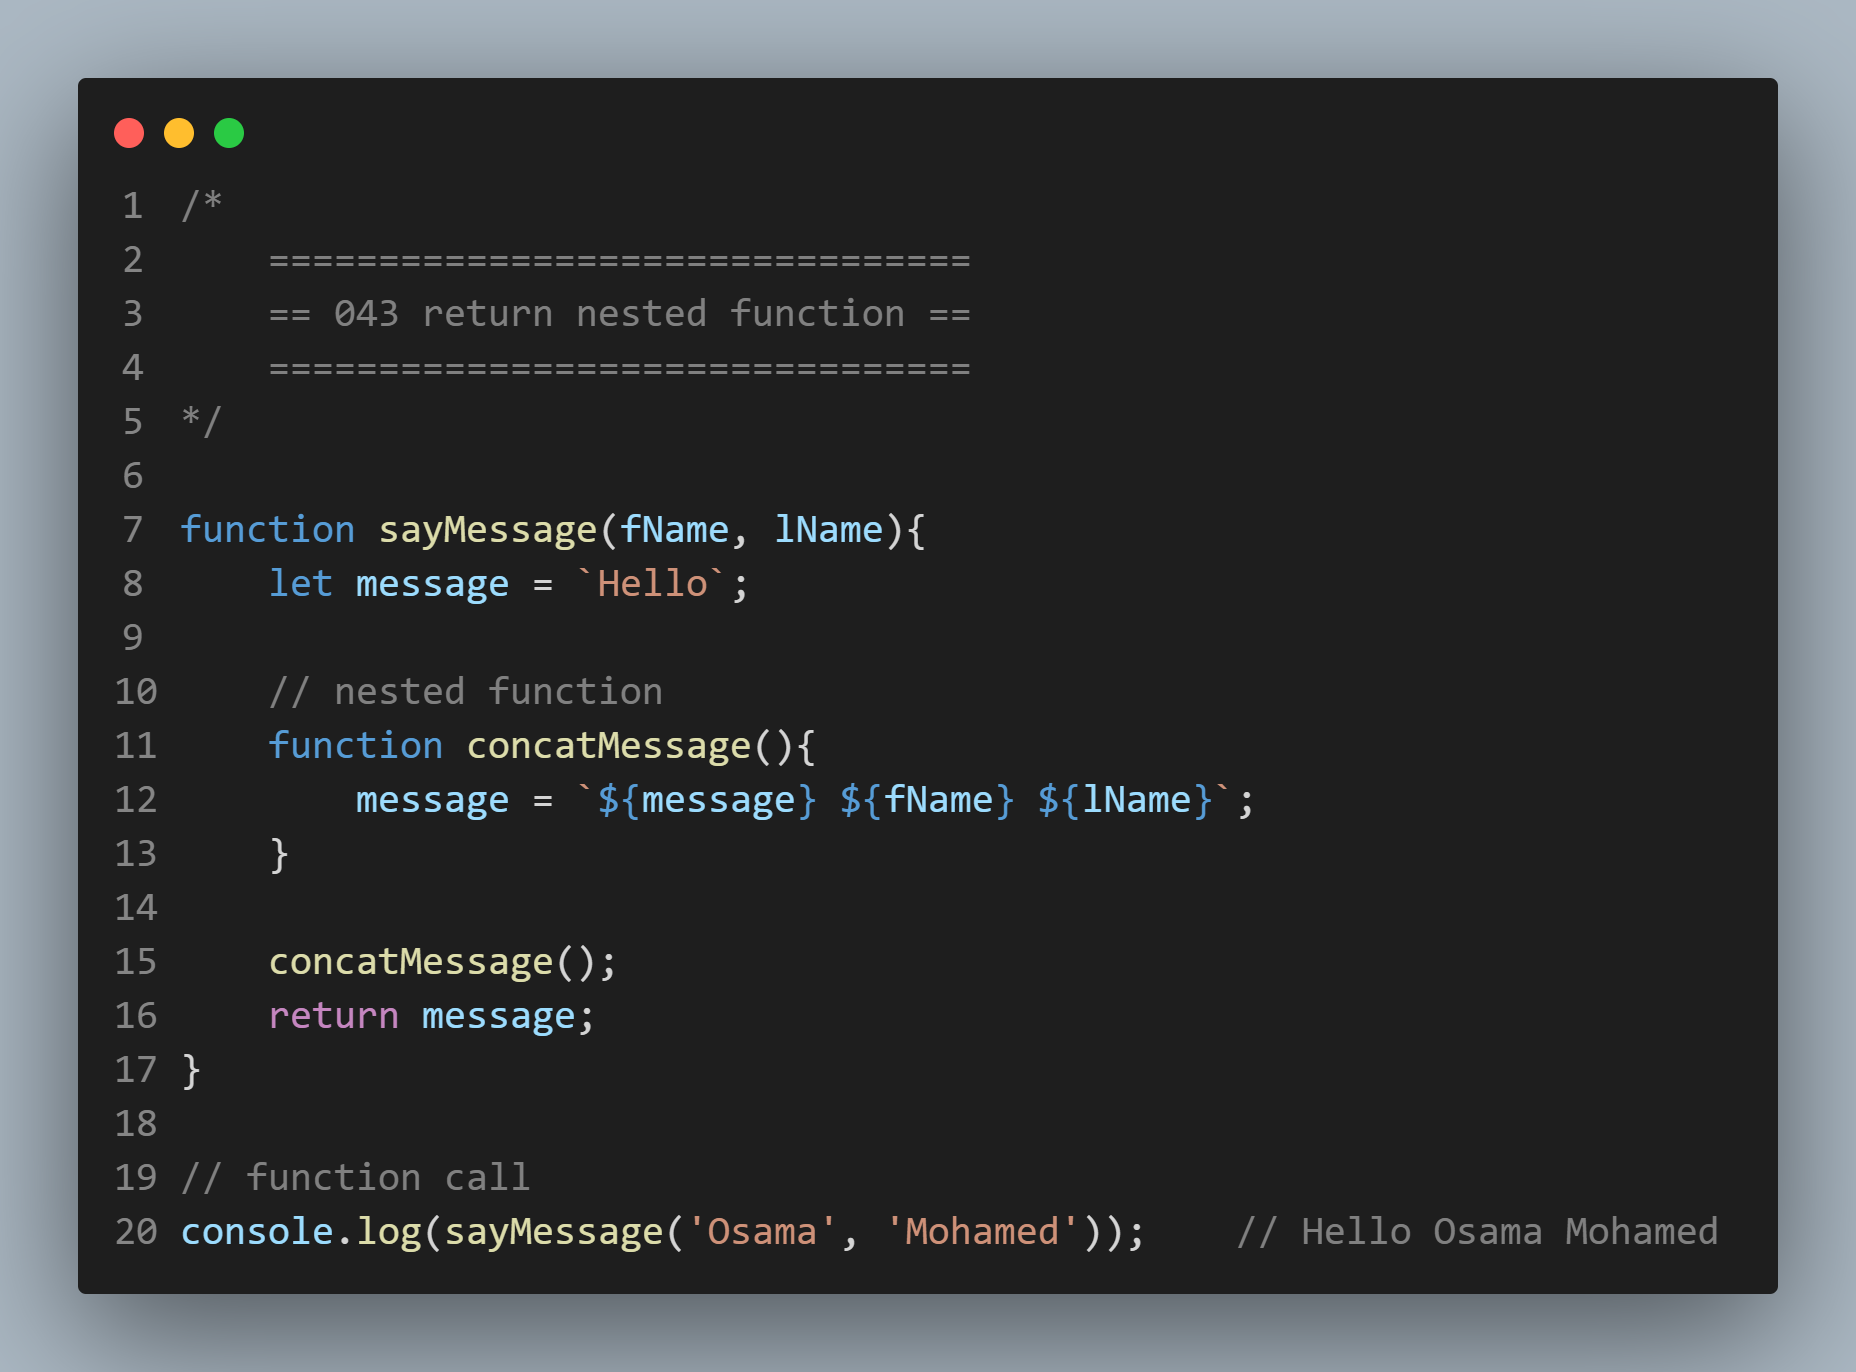 1 /*
2     ================================
3     == 043 return nested function ==
4     ================================
5 */
6
7 function sayMessage(fName, lName){
8     let message = `Hello`;
9
10     // nested function
11     function concatMessage(){
12         message = `${message} ${fName} ${lName}`;
13     }
14
15     concatMessage();
16     return message;
17 }
18
19 // function call
20 console.log(sayMessage('Osama', 'Mohamed'));    // Hello Osama Mohamed